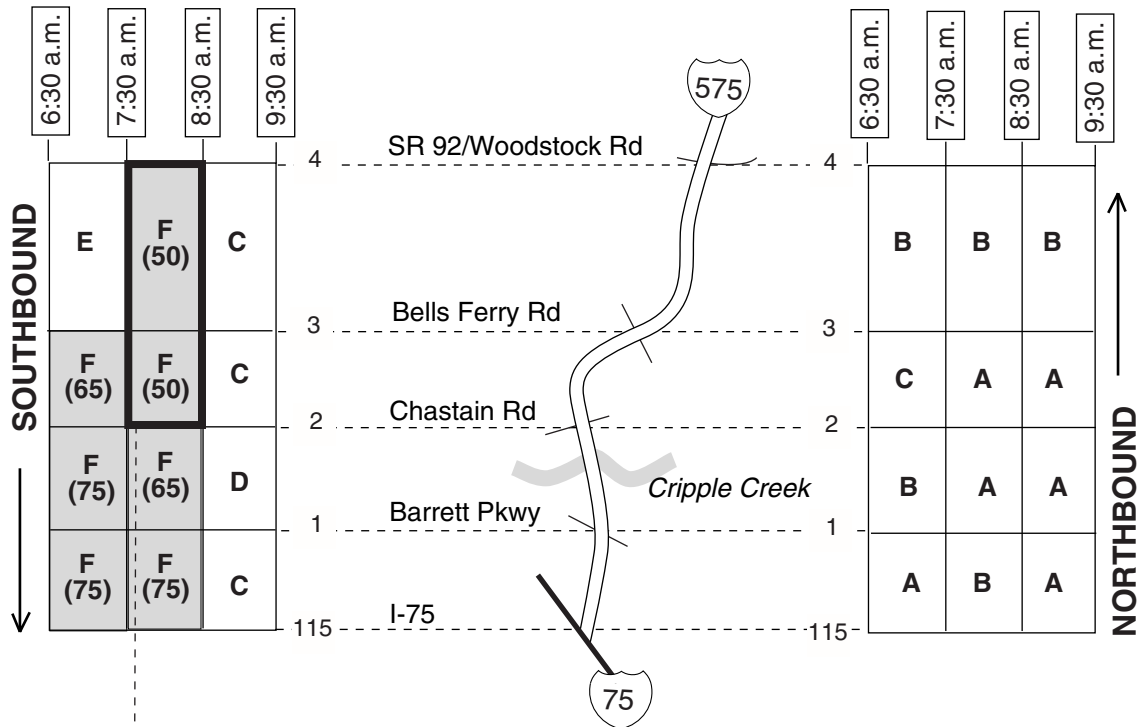 6:30 a.m.
7:30 a.m.
8:30 a.m.
9:30 a.m.
575
6:30 a.m.
7:30 a.m.
8:30 a.m.
9:30 a.m.
4 SR 92/Woodstock Rd 4
SOUTHBOUND
E
F
(50)
C
B B B
3 Bells Ferry Rd 3
F
(65)
F
(50)
C
C A A
2 Chastain Rd 2
F
(75)
F
(65)
D
Cripple Creek
B A A
1 Barrett Pkwy 1
F
(75)
F
(75)
C
A B A
NORTHBOUND
115 I-75 115
75